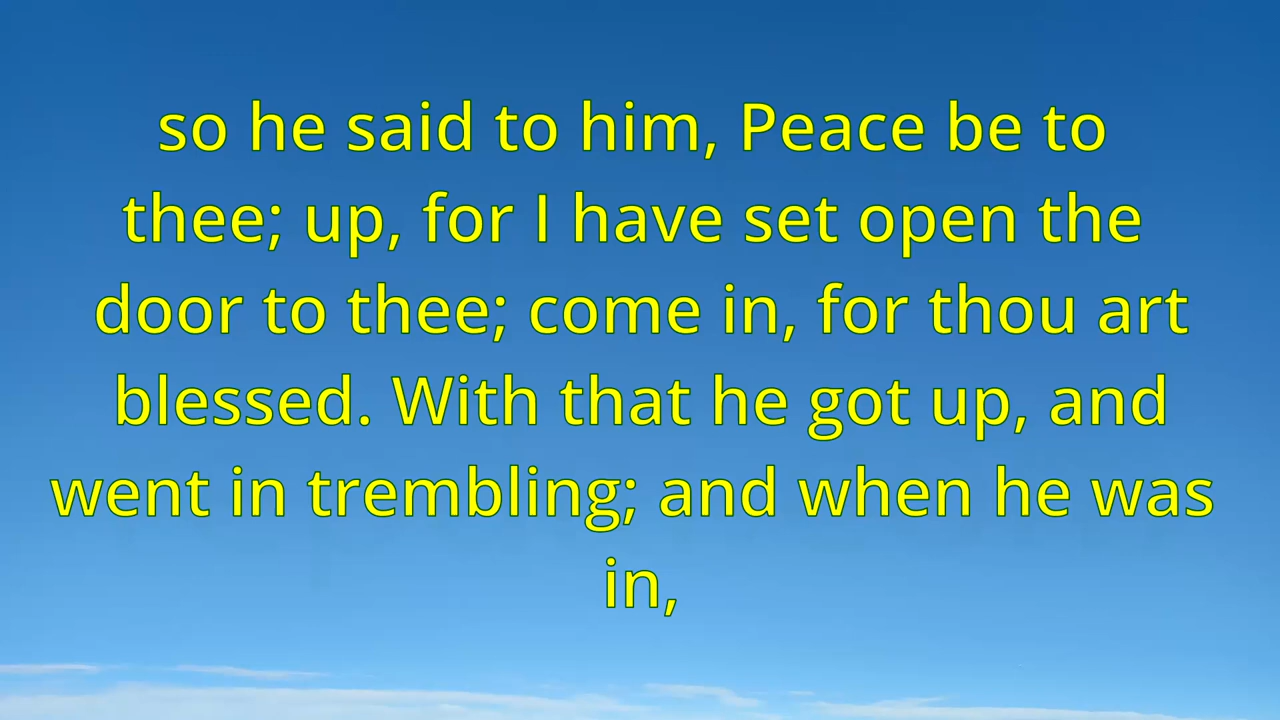 so he said to him, Peace be to
thee; up, for I have set open the
door to thee; come in, for thou art
blessed. With that he got up, and
went in trembling; and when he was
in,